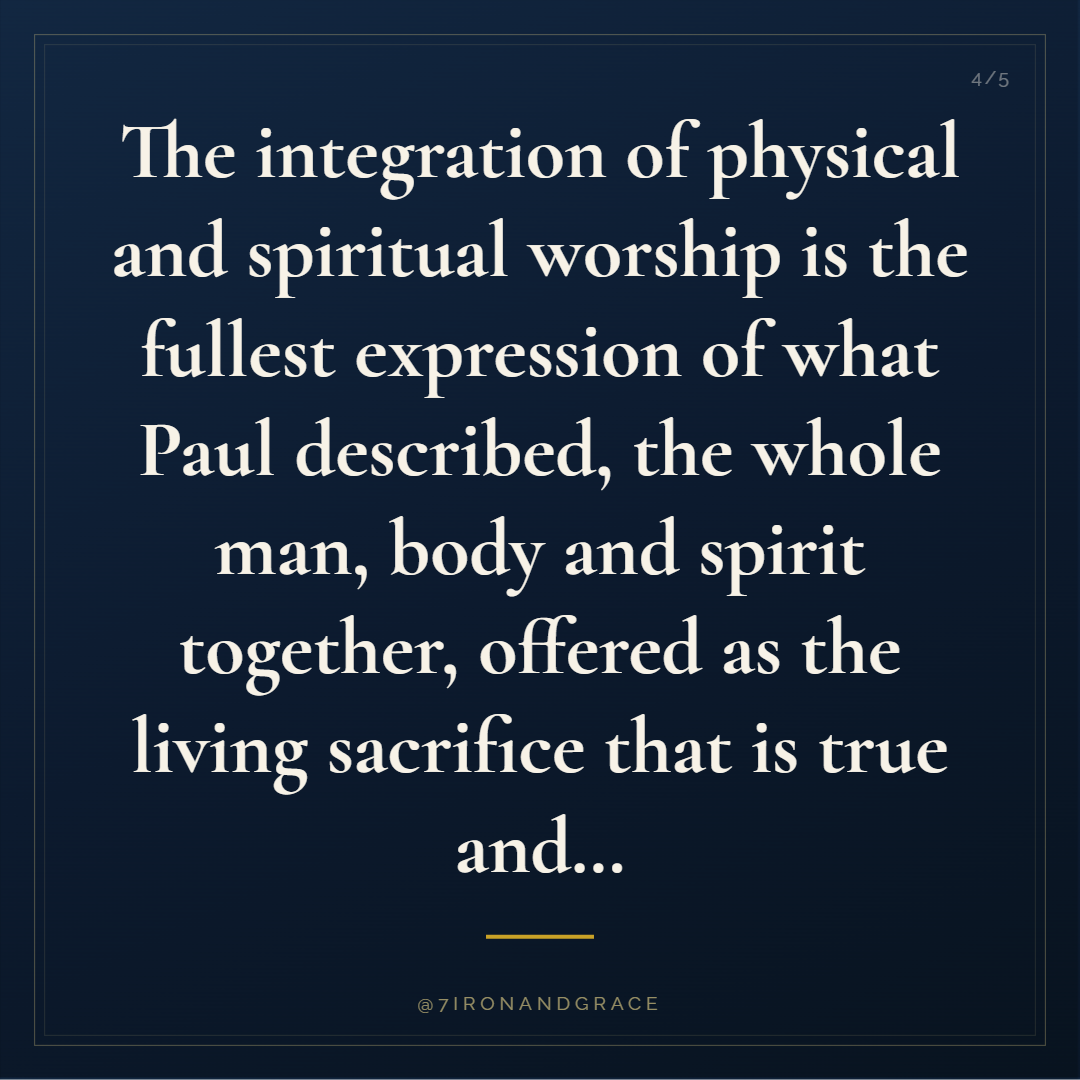 4/5
The integration of physical
and spiritual worship is the
fullest expression of what
Paul described, the whole
man, body and spirit
together, offered as the
living sacrifice that is true
and...
@7IRONANDGRACE